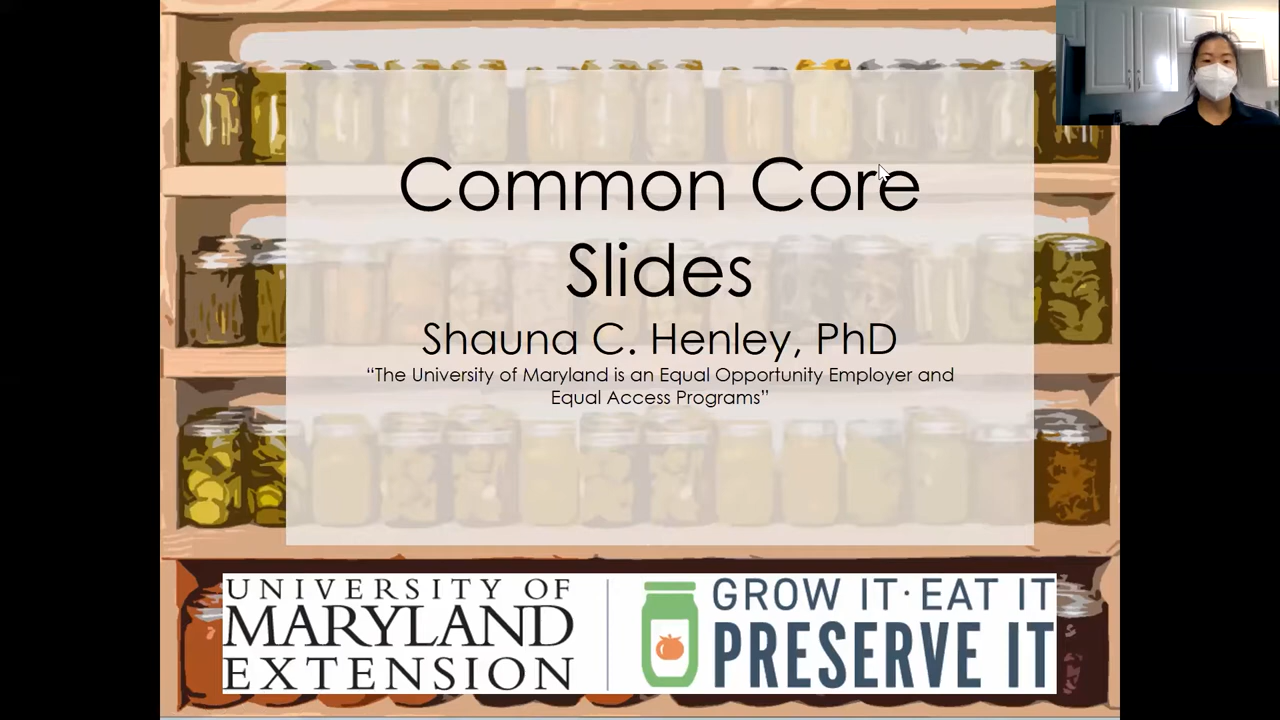 Common Core
Slides
Shauna C. Henley, PhD
“The University of Maryland is an Equal Opportunity Employer and
Equal Access Programs”
UNIVERSITY OF
MARYLAND
EXTENSION
GROW IT·EAT IT
PRESERVE IT